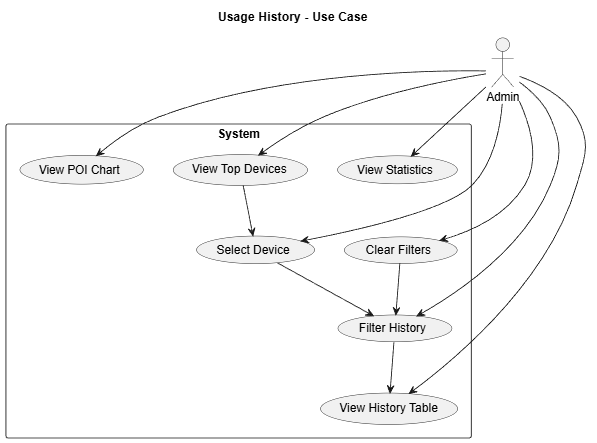 Usage History - Use Case
Admin
System
View POI Chart
View Top Devices
View Statistics
Select Device
Clear Filters
Filter History
View History Table